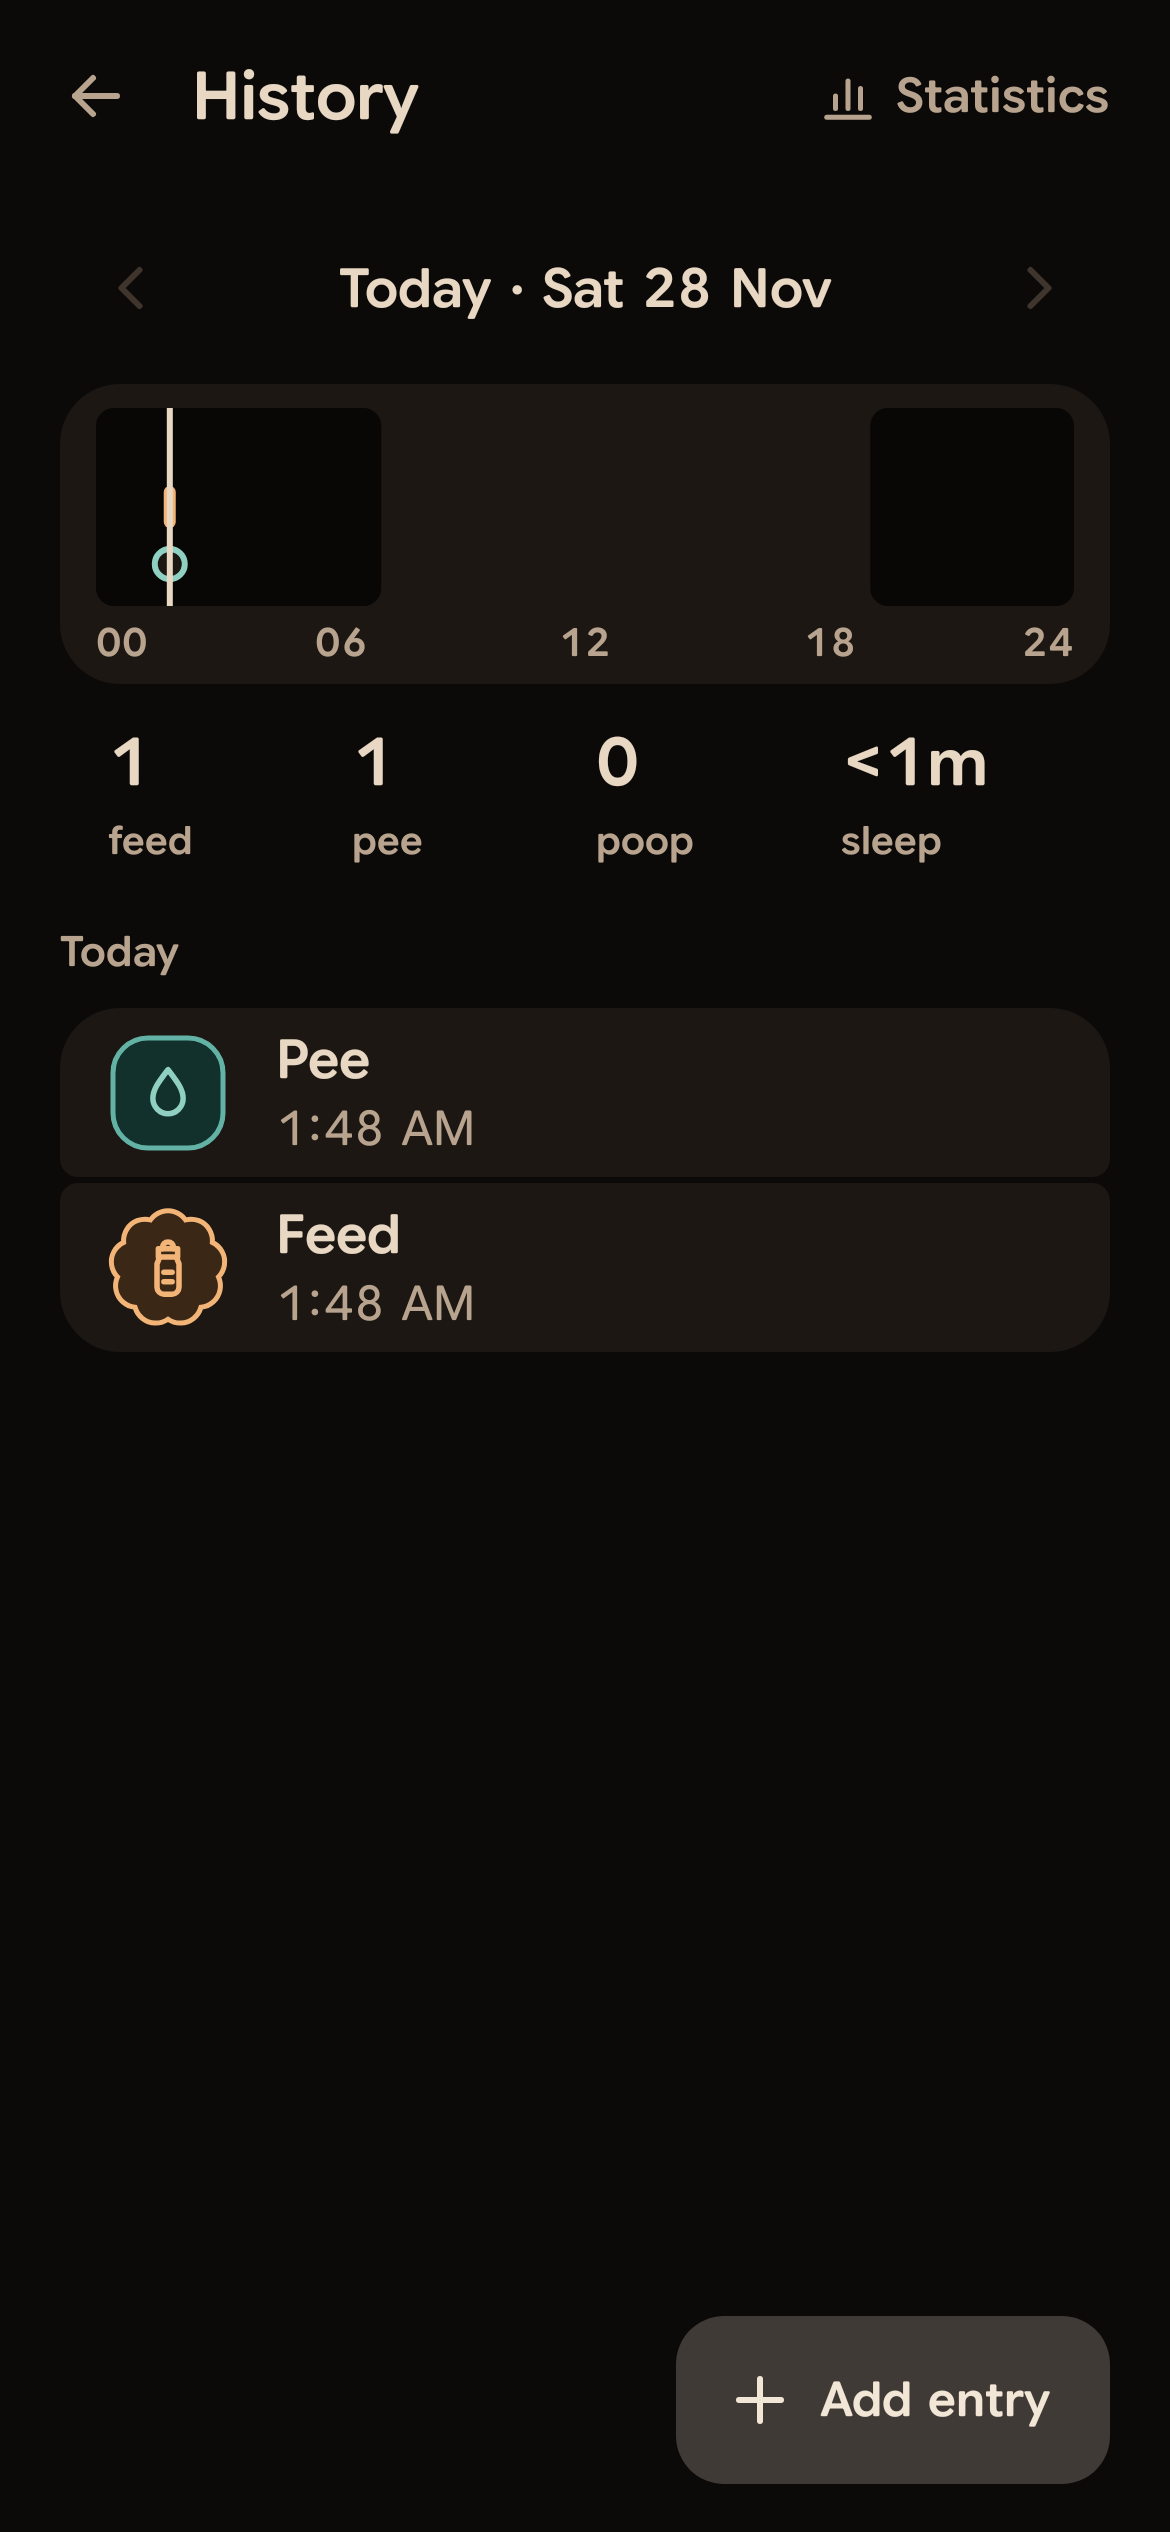 History
Statistics
Today · Sat 28 Nov
00 06 12 18 24
1 1 0 <1m
feed pee poop sleep
Today
Pee
1:48 AM
Feed
1:48 AM
Add entry